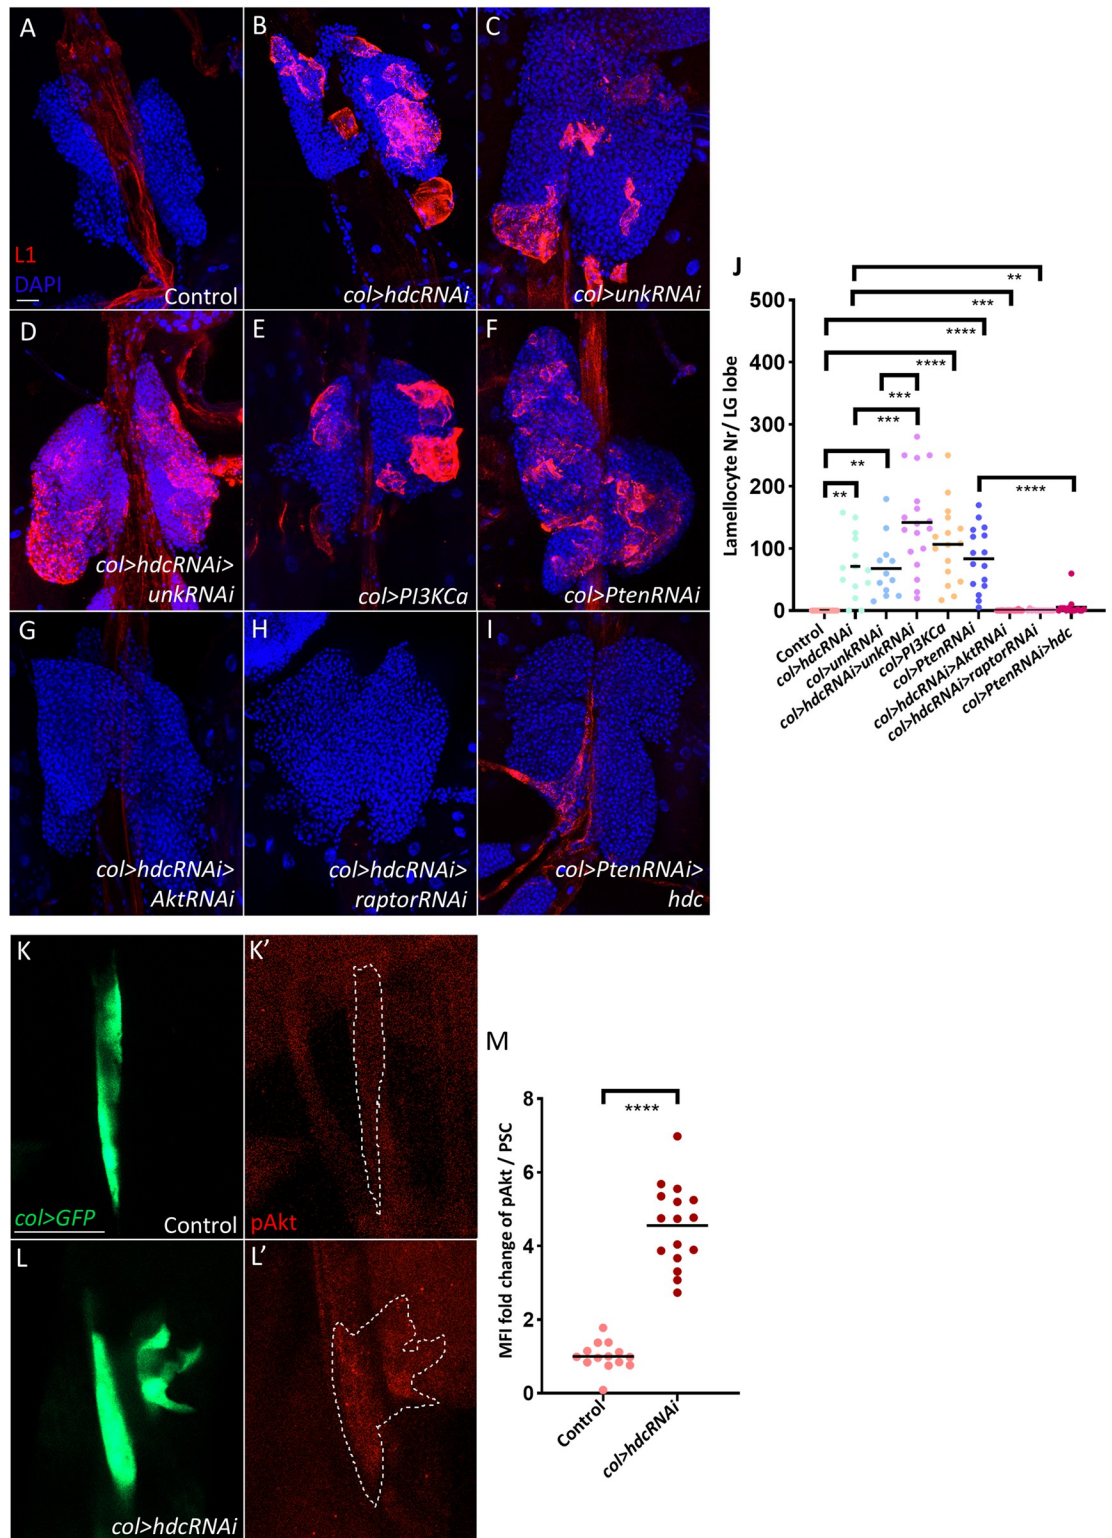 A
L1
DAPI
Control
B
col>hdcRNAi
C
col>unkRNAi
D
col>hdcRNAi>
unkRNAi
E
col>PI3KCa
F
col>PtenRNAi
G
col>hdcRNAi>
AktRNAi
H
col>hdcRNAi>
raptorRNAi
I
col>PtenRNAi>
hdc
J
Lamellocyte Nr/ LG lobe
500
400
300
200
100
0
**
***
****
****
***
***
**
**
****
Control
col>hdcRNAi
col>unkRNAi
col>hdcRNAi>unkRNAi
col>PI3KCa
col>PtenRNAi
col>hdcRNAi>AktRNAi
col>hdcRNAi>raptorRNAi
col>PtenRNAi>hdc
K
col>GFP
Control
K’
pAkt
L
col>hdcRNAi
L’
M
MFI fold change of pAkt / PSC
8
6
4
2
0
****
Control
col>hdcRNAi